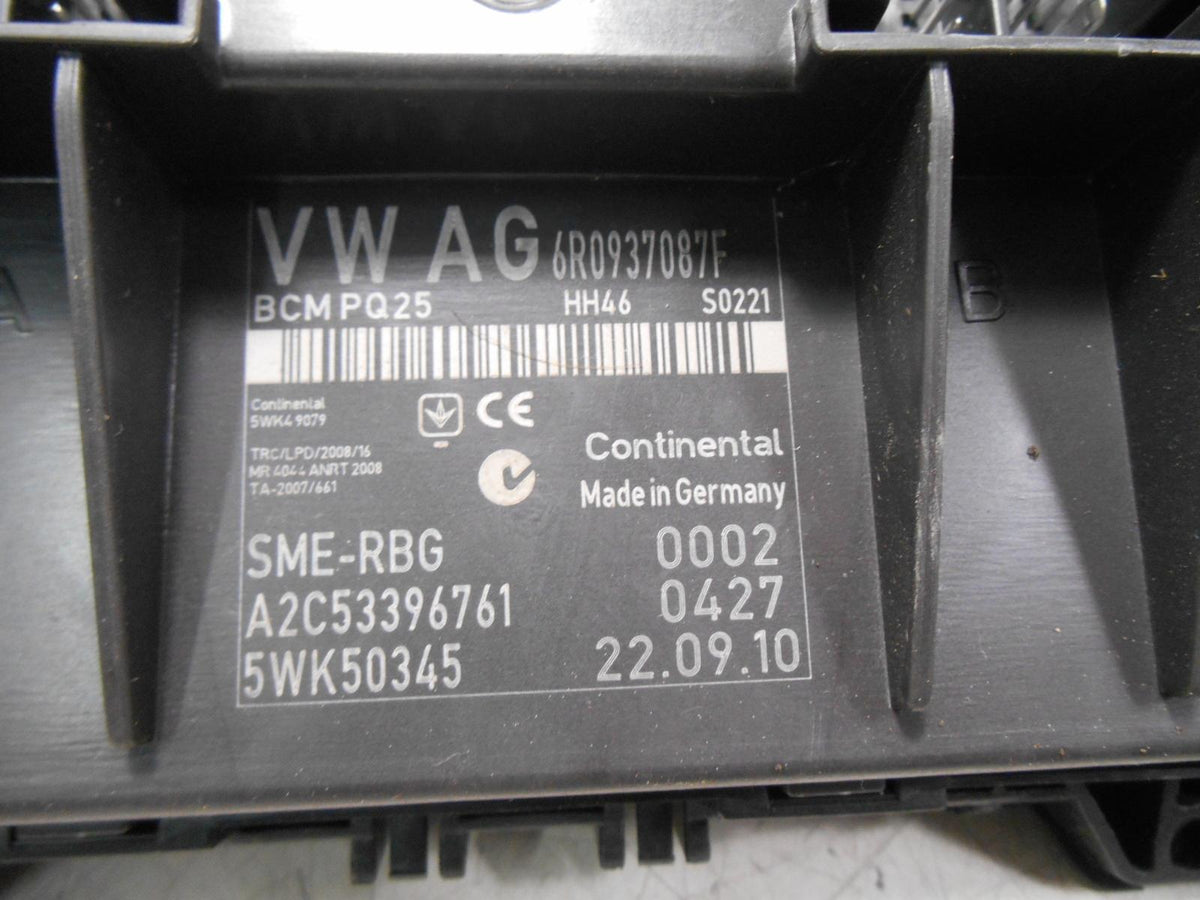 VW AG 6R0937087F
BCM PQ25 HH46 S0221
Continental
5WK49079
TRC/LPD/2008/16
MR 4044 ANRT 2008
TA-2007/661
CE
Continental
Made in Germany
SME-RBG 0002
A2C53396761 0427
5WK50345 22.09.10
A
B